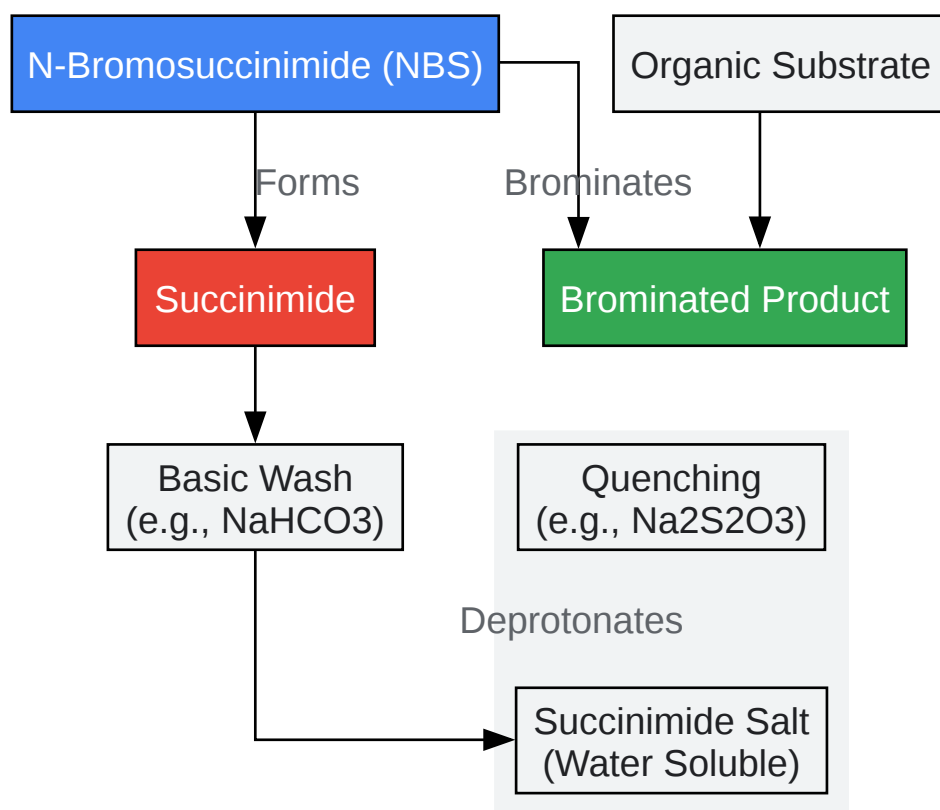 N-Bromosuccinimide (NBS)
Organic Substrate
Forms
Brominates
Succinimide
Brominated Product
Basic Wash
(e.g., NaHCO3)
Quenching
(e.g., Na2S2O3)
Deprotonates
Succinimide Salt
(Water Soluble)